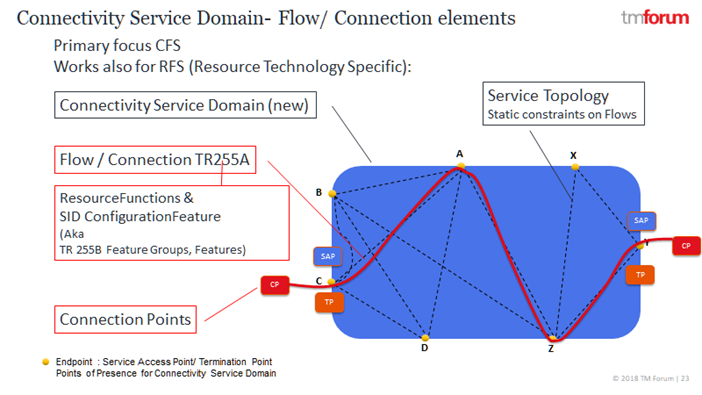 Connectivity Service Domain- Flow/ Connection elements
tmforum
Primary focus CFS
Works also for RFS (Resource Technology Specific):
Connectivity Service Domain (new)
Service Topology
Static constraints on Flows
Flow / Connection TR255A
ResourceFunctions &
SID ConfigurationFeature
(Aka
TR 255B Feature Groups, Features)
Connection Points
A
X
B
SAP
Y
CP
SAP
C
TP
CP
TP
D
Z
Endpoint : Service Access Point/ Termination Point
Points of Presence for Connectivity Service Domain
© 2018 TM Forum | 23